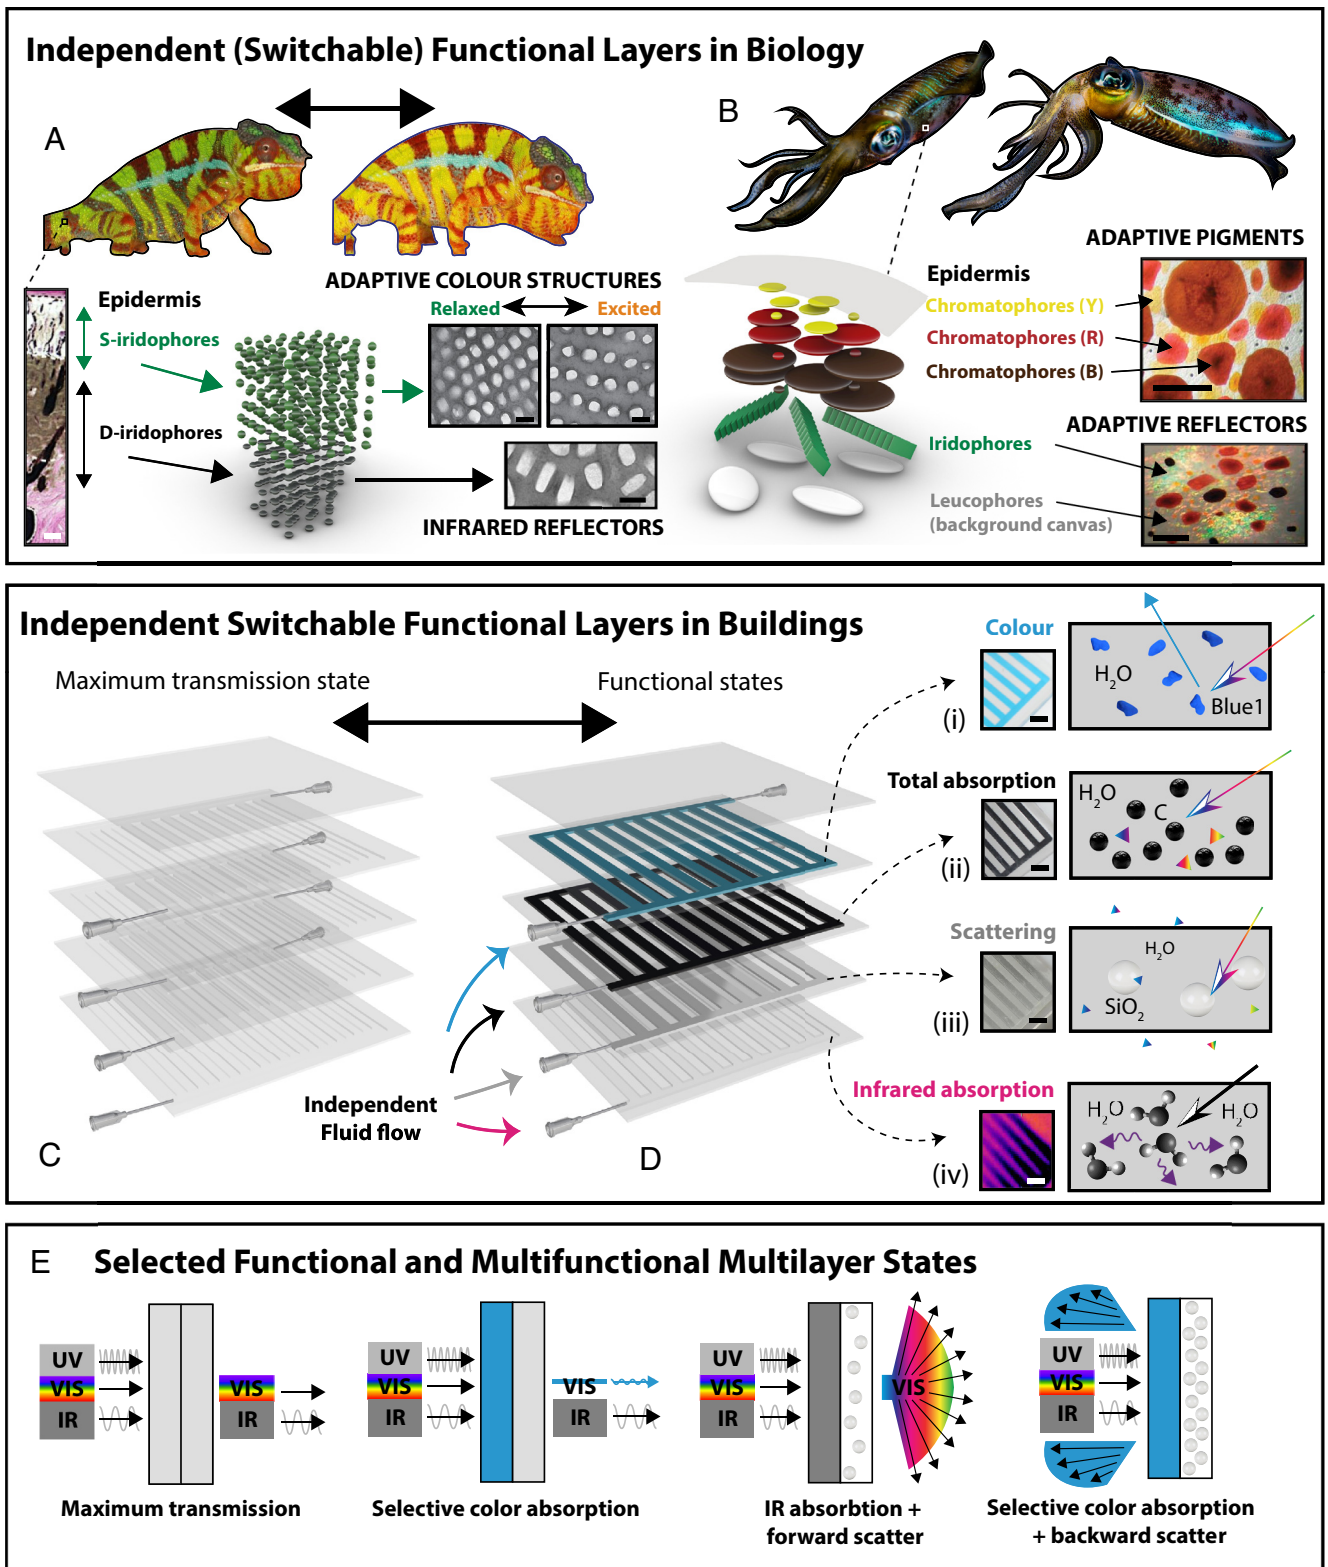 Independent (Switchable) Functional Layers in Biology
A
Epidermis
S-iridophores
D-iridophores
ADAPTIVE COLOUR STRUCTURES
Relaxed
Excited
INFRARED REFLECTORS
B
Epidermis
Chromatophores (Y)
Chromatophores (R)
Chromatophores (B)
Iridophores
Leucophores
(background canvas)
ADAPTIVE PIGMENTS
ADAPTIVE REFLECTORS
Independent Switchable Functional Layers in Buildings
Maximum transmission state
Functional states
C
Independent
Fluid flow
D
Colour
(i)
H2O
Blue1
Total absorption
(ii)
H2O
C
Scattering
(iii)
H2O
SiO2
Infrared absorption
(iv)
H2O
H2O
E
Selected Functional and Multifunctional Multilayer States
UV
VIS
IR
VIS
IR
Maximum transmission
UV
VIS
IR
VIS
IR
Selective color absorption
UV
VIS
IR
VIS
IR absorbtion +
forward scatter
UV
VIS
IR
Selective color absorption
+ backward scatter